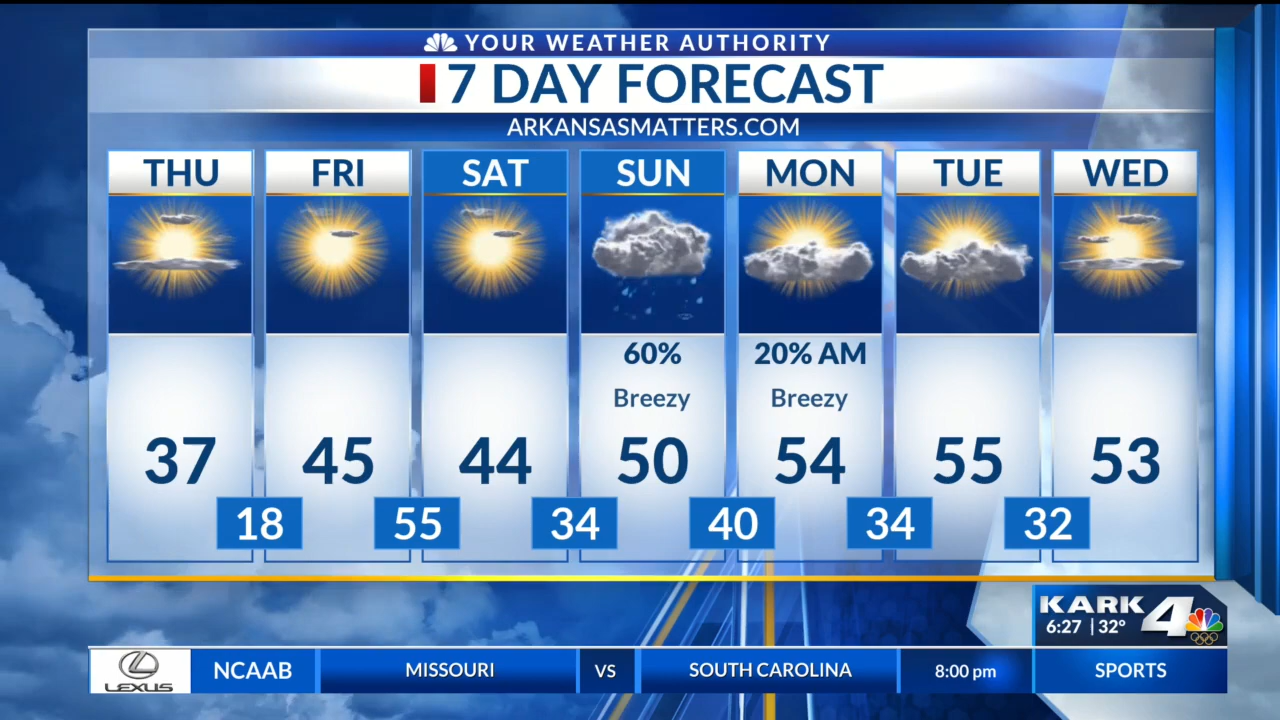 YOUR WEATHER AUTHORITY
7 DAY FORECAST
ARKANSASMATTERS.COM
THU FRI SAT SUN MON TUE WED
60% 20% AM
Breezy Breezy
37 45 44 50 54 55 53
18 55 34 40 34 32
KARK 4
6:27 | 32°
LEXUS NCAAB MISSOURI VS SOUTH CAROLINA 8:00 pm SPORTS